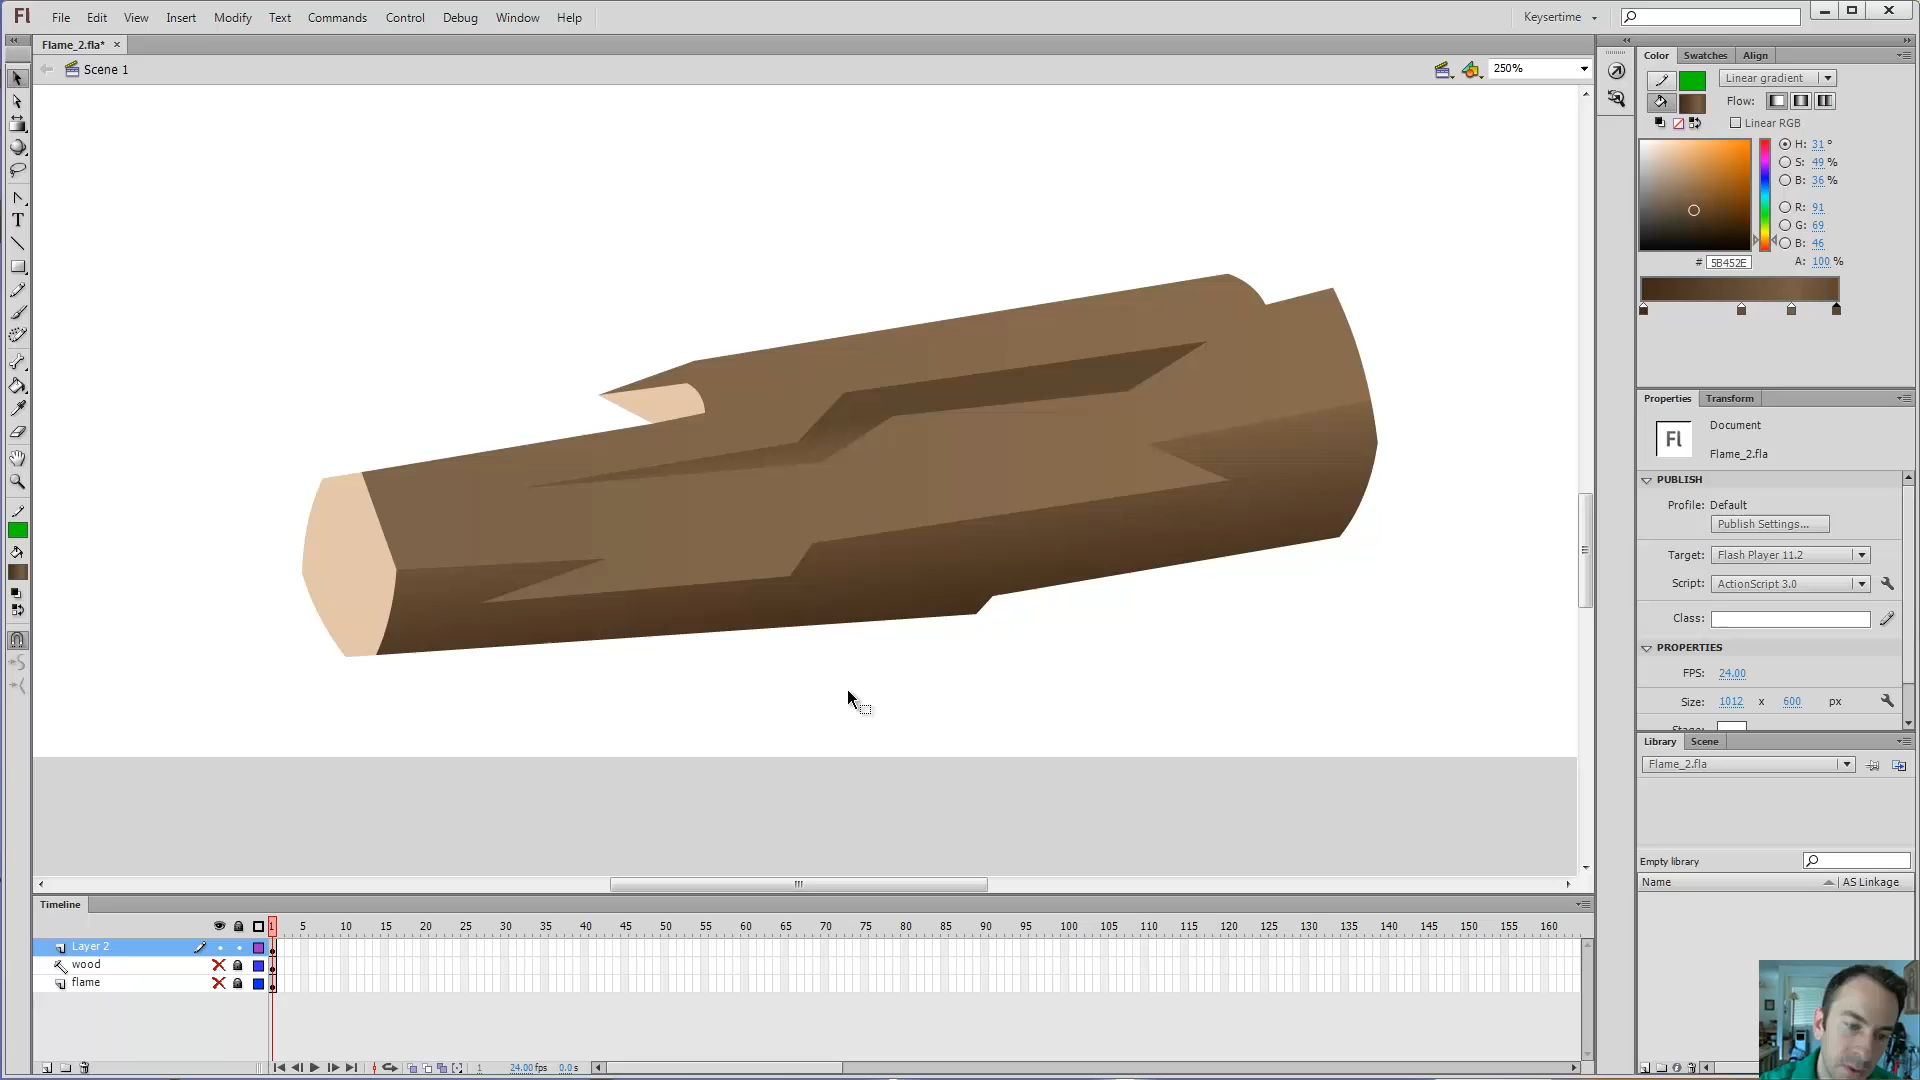 Fl File Edit View Insert Modify Text Commands Control Debug Window Help Keysertime
Flame_2.fla*
Scene 1 250%
Color Swatches Align
Linear gradient
Flow:
Linear RGB
H: 31 °
S: 49 %
B: 36 %
R: 91
G: 69
B: 46
# 5B452E A: 100 %
Properties Transform
Fl Document
Flame_2.fla
PUBLISH
Profile: Default
Publish Settings...
Target: Flash Player 11.2
Script: ActionScript 3.0
Class:
PROPERTIES
FPS: 24.00
Size: 1012 x 600 px
Library Scene
Flame_2.fla
Empty library
Name AS Linkage
Timeline
1 5 10 15 20 25 30 35 40 45 50 55 60 65 70 75 80 85 90 95 100 105 110 115 120 125 130 135 140 145 150 155 160
Layer 2
wood
flame
1 24.00 fps 0.0 s